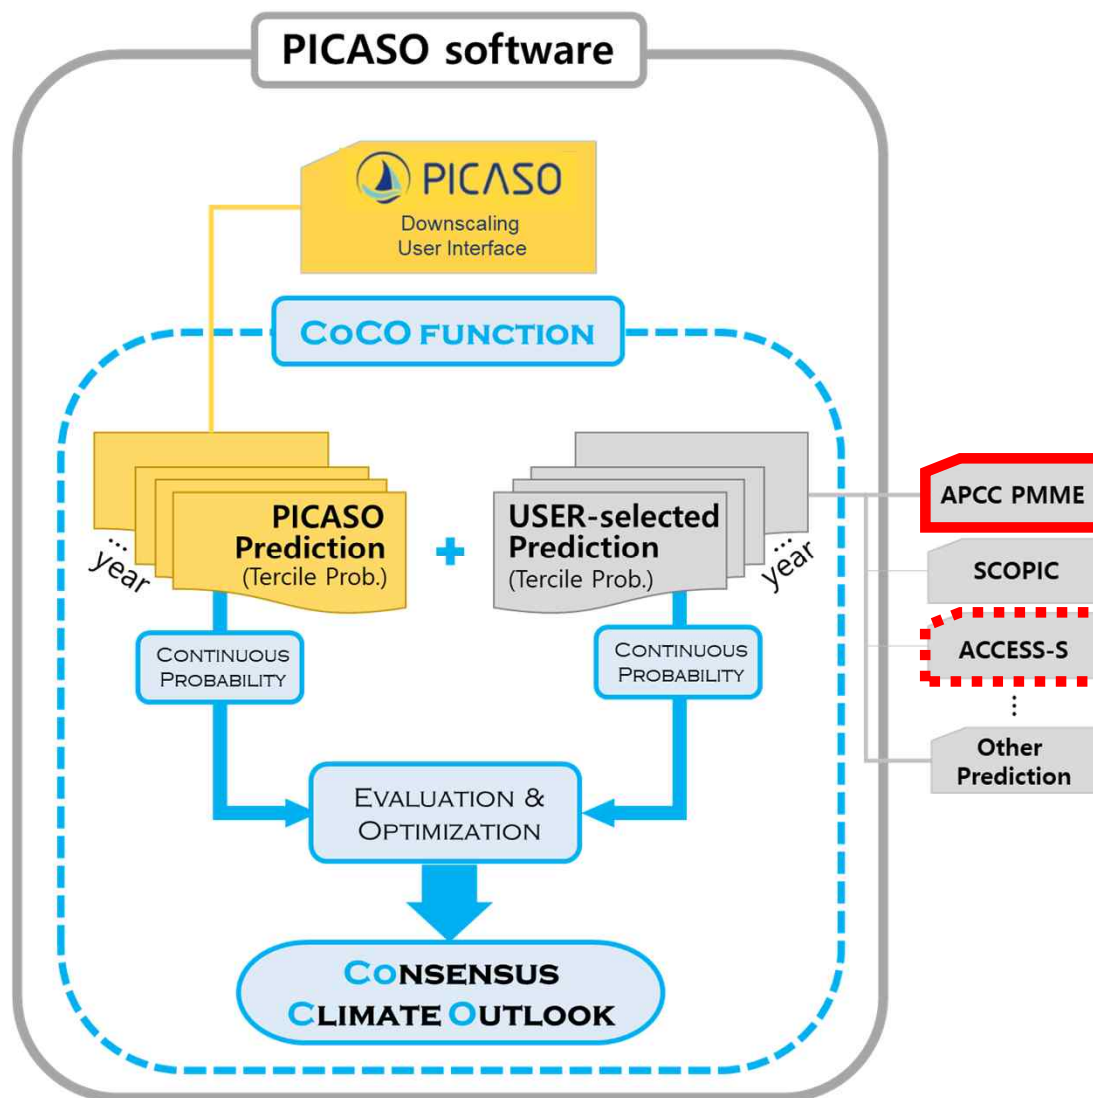 PICASO software
PICASO
Downscaling
User Interface
CoCO FUNCTION
PICASO
Prediction
(Tercile Prob.)
... year
+
USER-selected
Prediction
(Tercile Prob.)
... year
APCC PMME
SCOPIC
ACCESS-S
⋮
Other
Prediction
CONTINUOUS
PROBABILITY
CONTINUOUS
PROBABILITY
EVALUATION &
OPTIMIZATION
CONSENSUS
CLIMATE OUTLOOK